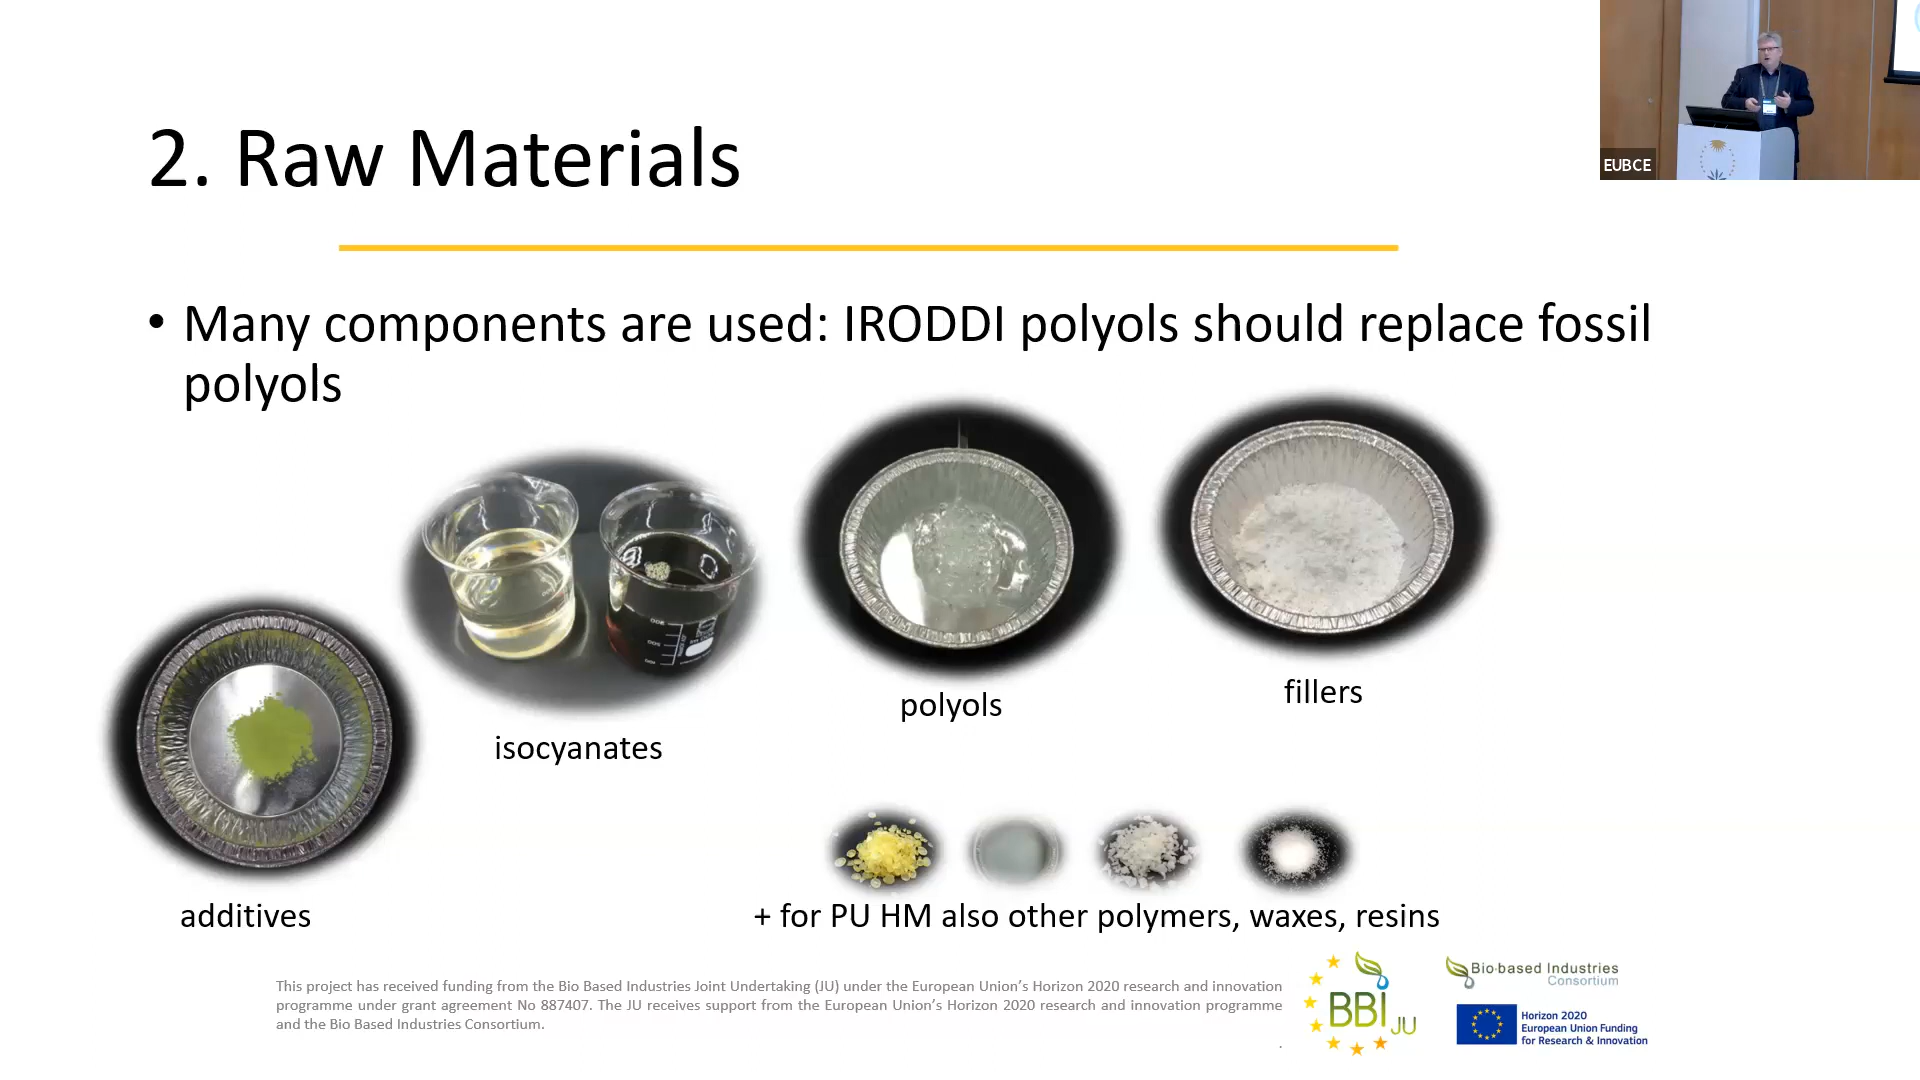 EUBCE
2. Raw Materials
• Many components are used: IRODDI polyols should replace fossil
polyols
polyols
fillers
isocyanates
additives
+ for PU HM also other polymers, waxes, resins
This project has received funding from the Bio Based Industries Joint Undertaking (JU) under the European Union’s Horizon 2020 research and innovation
programme under grant agreement No 887407. The JU receives support from the European Union’s Horizon 2020 research and innovation programme
and the Bio Based Industries Consortium.
.
BBI JU
Bio-based Industries
Consortium
Horizon 2020
European Union Funding
for Research & Innovation